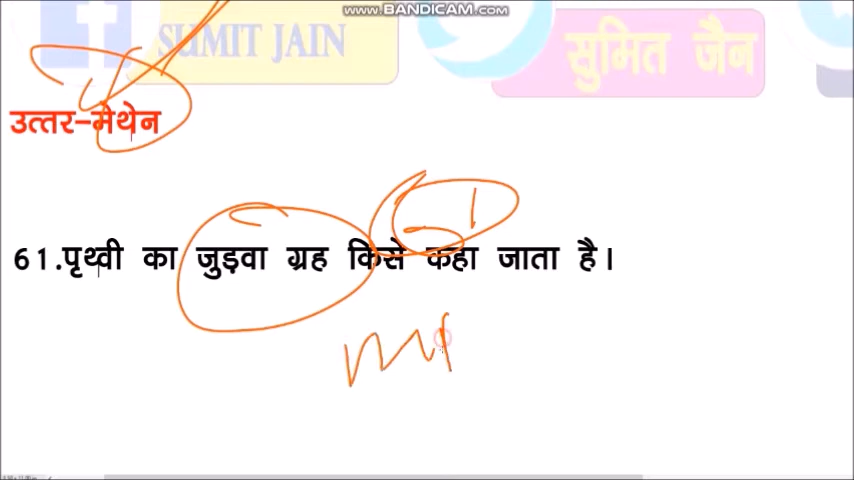 WWW.BANDICAM.COM
SUMIT JAIN
सुमित जैन
उत्तर-मेथेन
61.पृथ्वी का जुड़वा ग्रह किसे कहा जाता है।